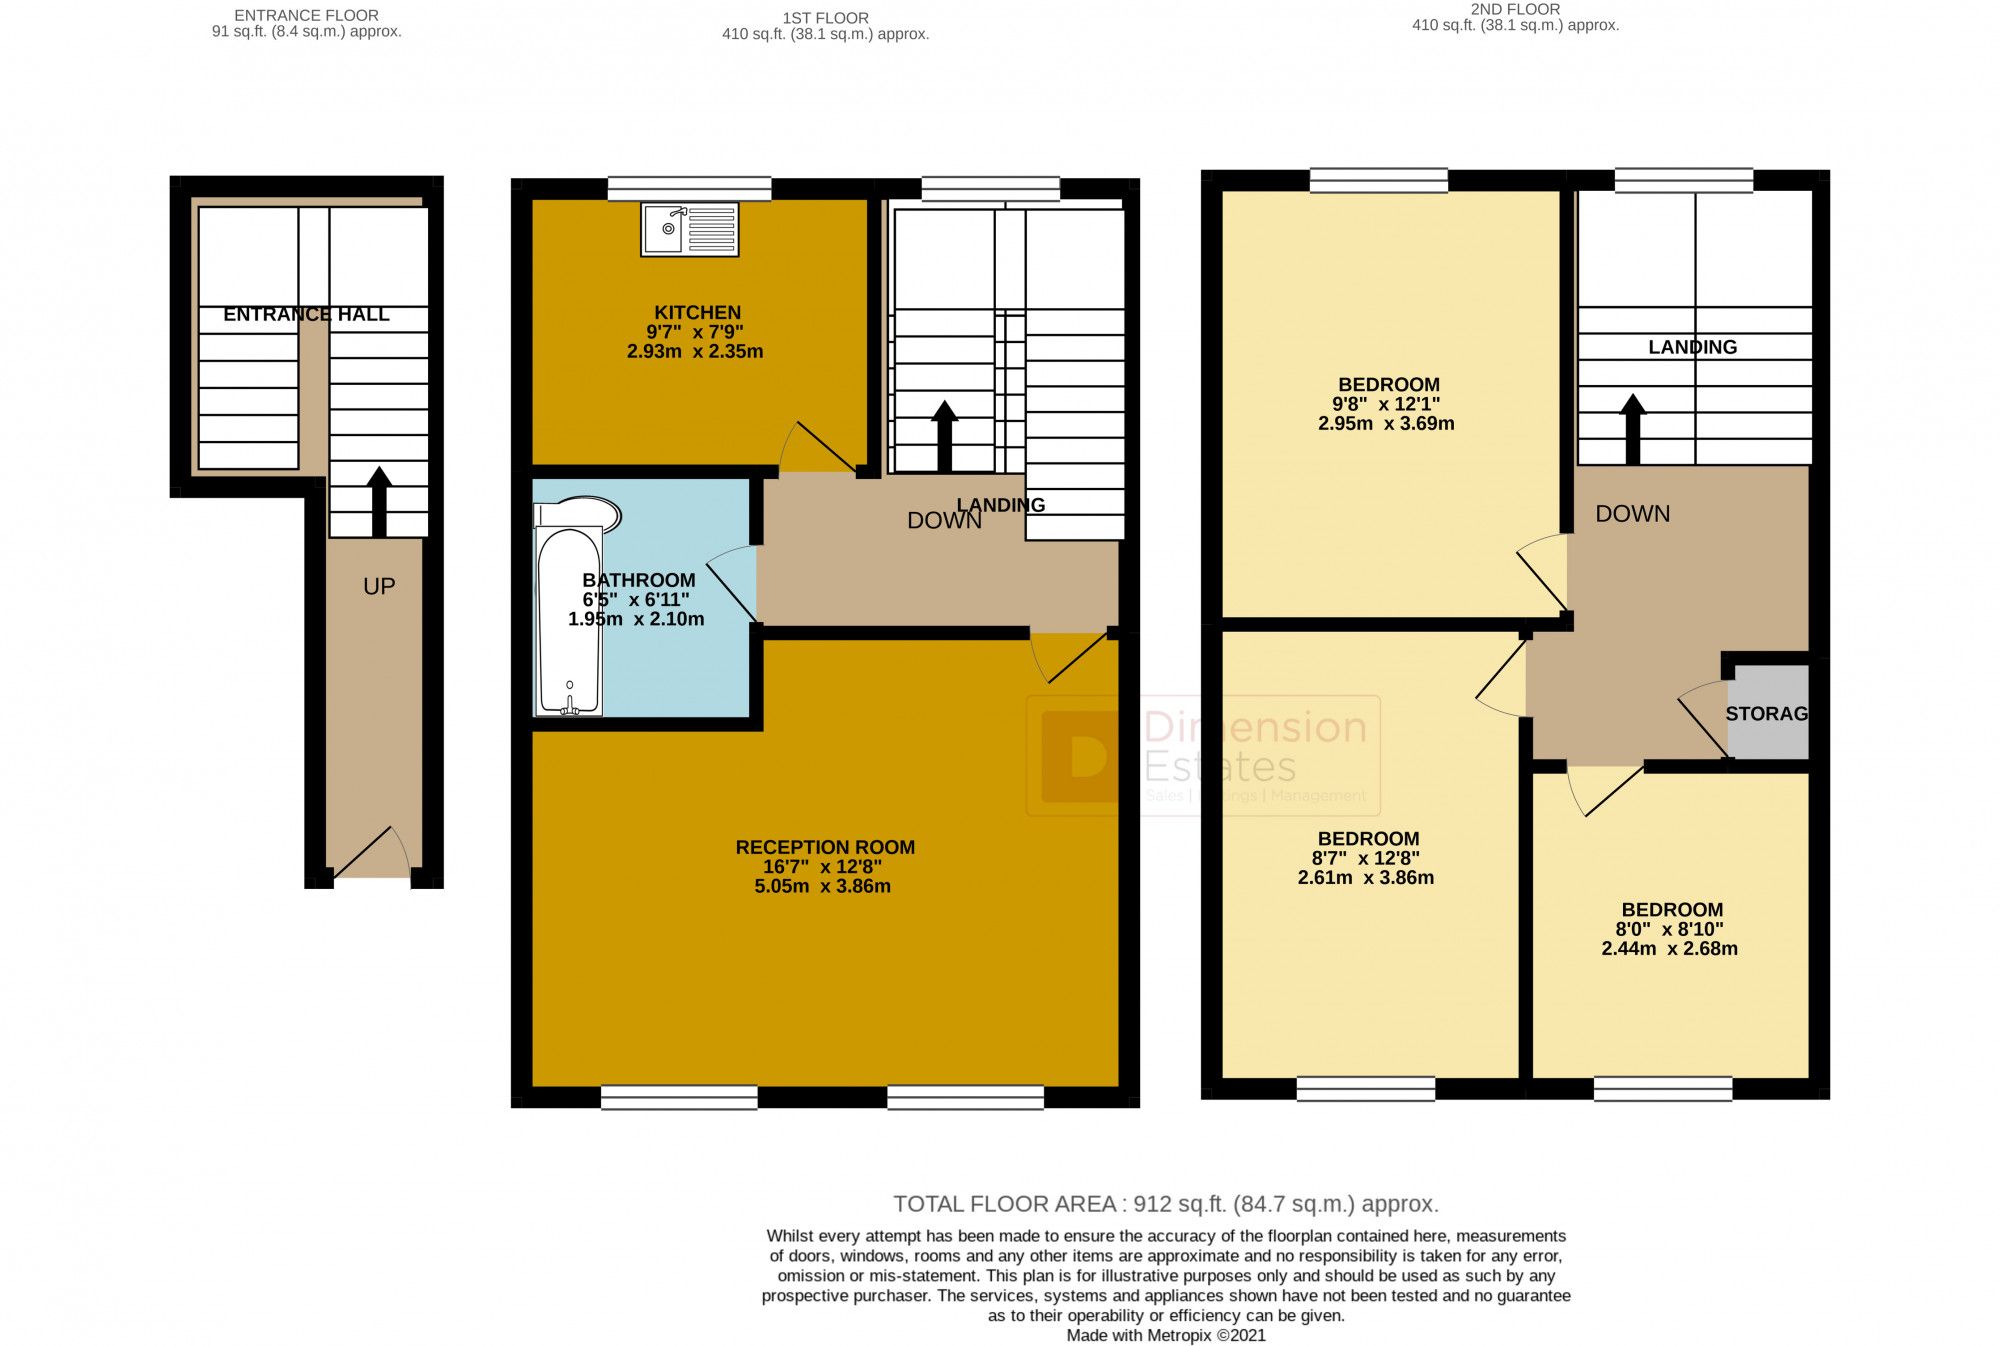 ENTRANCE FLOOR
91 sq.ft. (8.4 sq.m.) approx.
1ST FLOOR
410 sq.ft. (38.1 sq.m.) approx.
2ND FLOOR
410 sq.ft. (38.1 sq.m.) approx.
ENTRANCE HALL
UP
KITCHEN
9'7" x 7'9"
2.93m x 2.35m
LANDING
DOWN
BATHROOM
6'5" x 6'11"
1.95m x 2.10m
RECEPTION ROOM
16'7" x 12'8"
5.05m x 3.86m
BEDROOM
9'8" x 12'1"
2.95m x 3.69m
LANDING
DOWN
STORAG
BEDROOM
8'7" x 12'8"
2.61m x 3.86m
BEDROOM
8'0" x 8'10"
2.44m x 2.68m
D
Dimension
Estates
Sales | Lettings | Management
TOTAL FLOOR AREA : 912 sq.ft. (84.7 sq.m.) approx.
Whilst every attempt has been made to ensure the accuracy of the floorplan contained here, measurements
of doors, windows, rooms and any other items are approximate and no responsibility is taken for any error,
omission or mis-statement. This plan is for illustrative purposes only and should be used as such by any
prospective purchaser. The services, systems and appliances shown have not been tested and no guarantee
as to their operability or efficiency can be given.
Made with Metropix ©2021